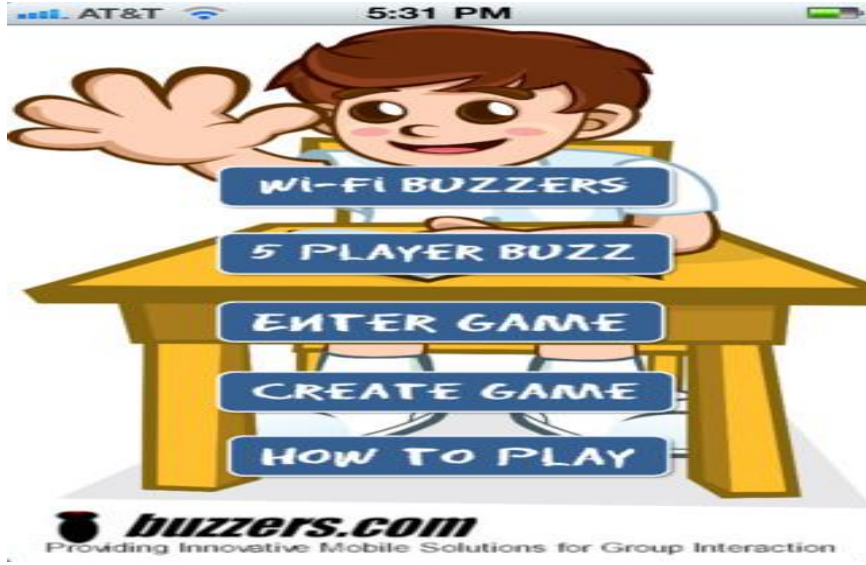 AT&T 5:31 PM
Wi-Fi BUZZERS
5 PLAYER BUZZ
ENTER GAME
CREATE GAME
HOW TO PLAY
buzzers.com
Providing Innovative Mobile Solutions for Group Interaction